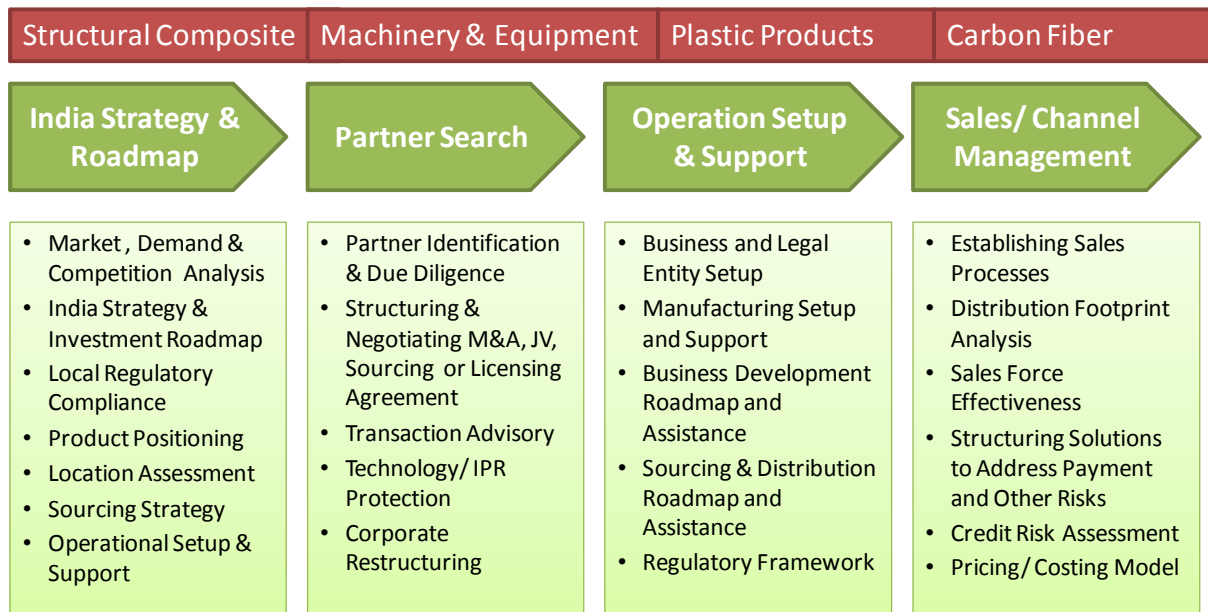 Structural Composite
Machinery & Equipment
Plastic Products
Carbon Fiber
India Strategy &
Roadmap
Partner Search
Operation Setup
& Support
Sales/ Channel
Management
• Market , Demand &
Competition Analysis
• India Strategy &
Investment Roadmap
• Local Regulatory
Compliance
• Product Positioning
• Location Assessment
• Sourcing Strategy
• Operational Setup &
Support
• Partner Identification
& Due Diligence
• Structuring &
Negotiating M&A, JV,
Sourcing or Licensing
Agreement
• Transaction Advisory
• Technology/ IPR
Protection
• Corporate
Restructuring
• Business and Legal
Entity Setup
• Manufacturing Setup
and Support
• Business Development
Roadmap and
Assistance
• Sourcing & Distribution
Roadmap and
Assistance
• Regulatory Framework
• Establishing Sales
Processes
• Distribution Footprint
Analysis
• Sales Force
Effectiveness
• Structuring Solutions
to Address Payment
and Other Risks
• Credit Risk Assessment
• Pricing/ Costing Model